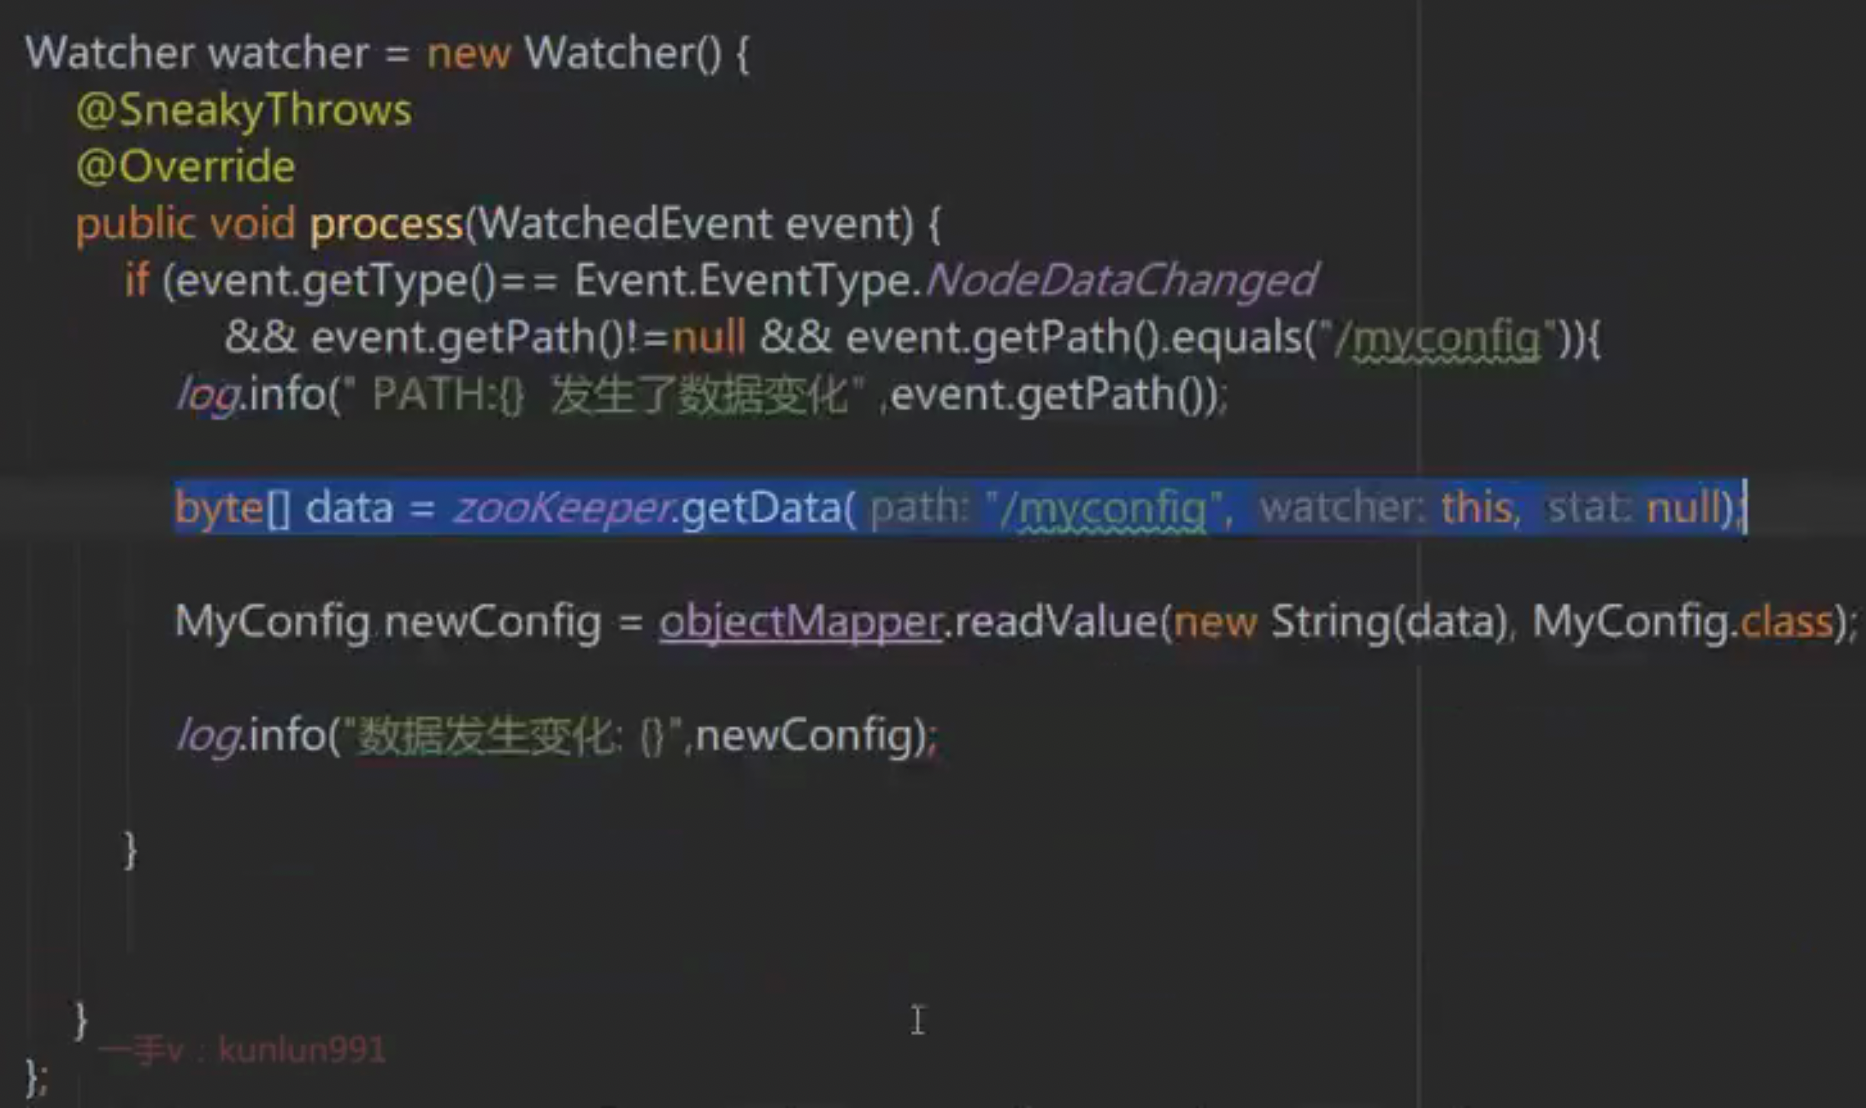 Watcher watcher = new Watcher() {
@SneakyThrows
@Override
public void process(WatchedEvent event) {
if (event.getType()== Event.EventType.NodeDataChanged
&& event.getPath()!=null && event.getPath().equals("/myconfig")){
log.info(" PATH:{}  发生了数据变化" ,event.getPath());
byte[] data = zooKeeper.getData( path: "/myconfig",  watcher: this,  stat: null);
MyConfig newConfig = objectMapper.readValue(new String(data), MyConfig.class);
log.info("数据发生变化: {}",newConfig);
}
}
一手v：kunlun991
};